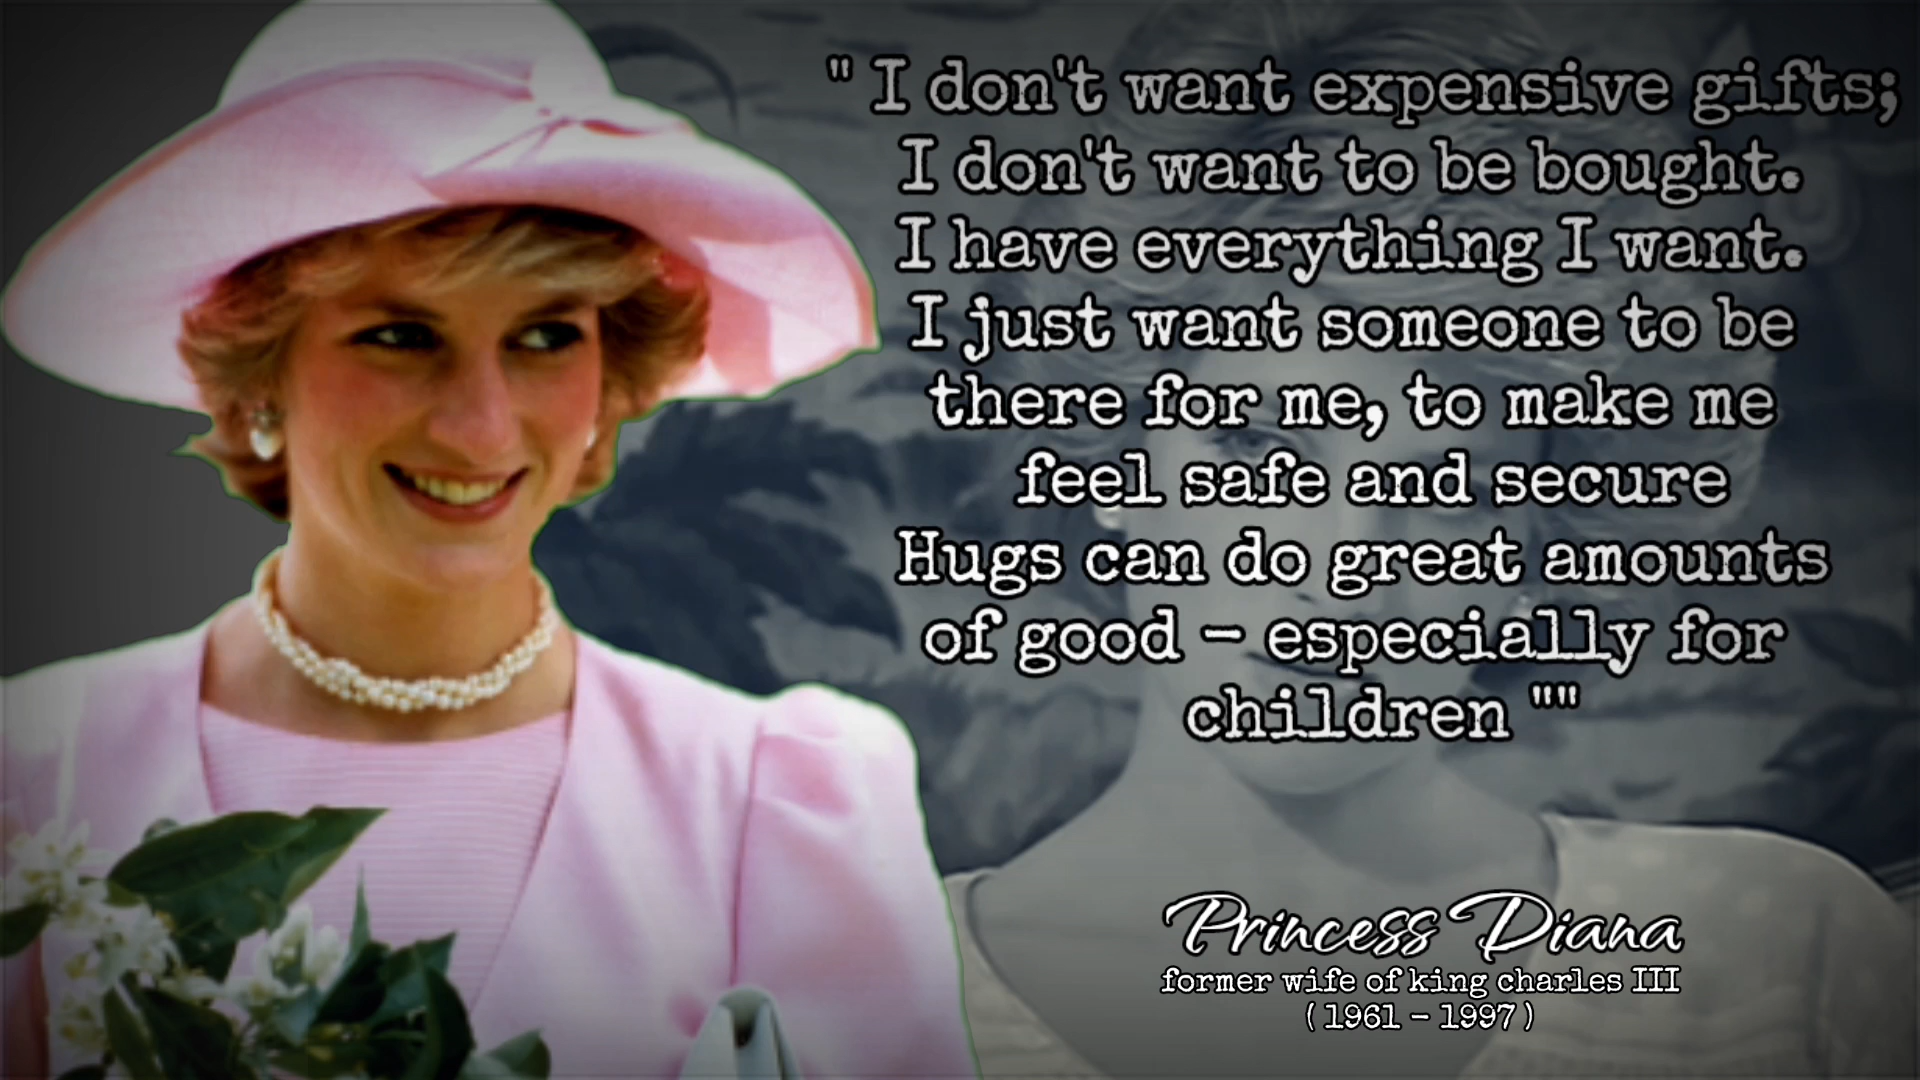 " I don't want expensive gifts;
I don't want to be bought.
I have everything I want.
I just want someone to be
there for me, to make me
feel safe and secure
Hugs can do great amounts
of good - especially for
children ""
Princess Diana
former wife of king charles III
( 1961 - 1997 )